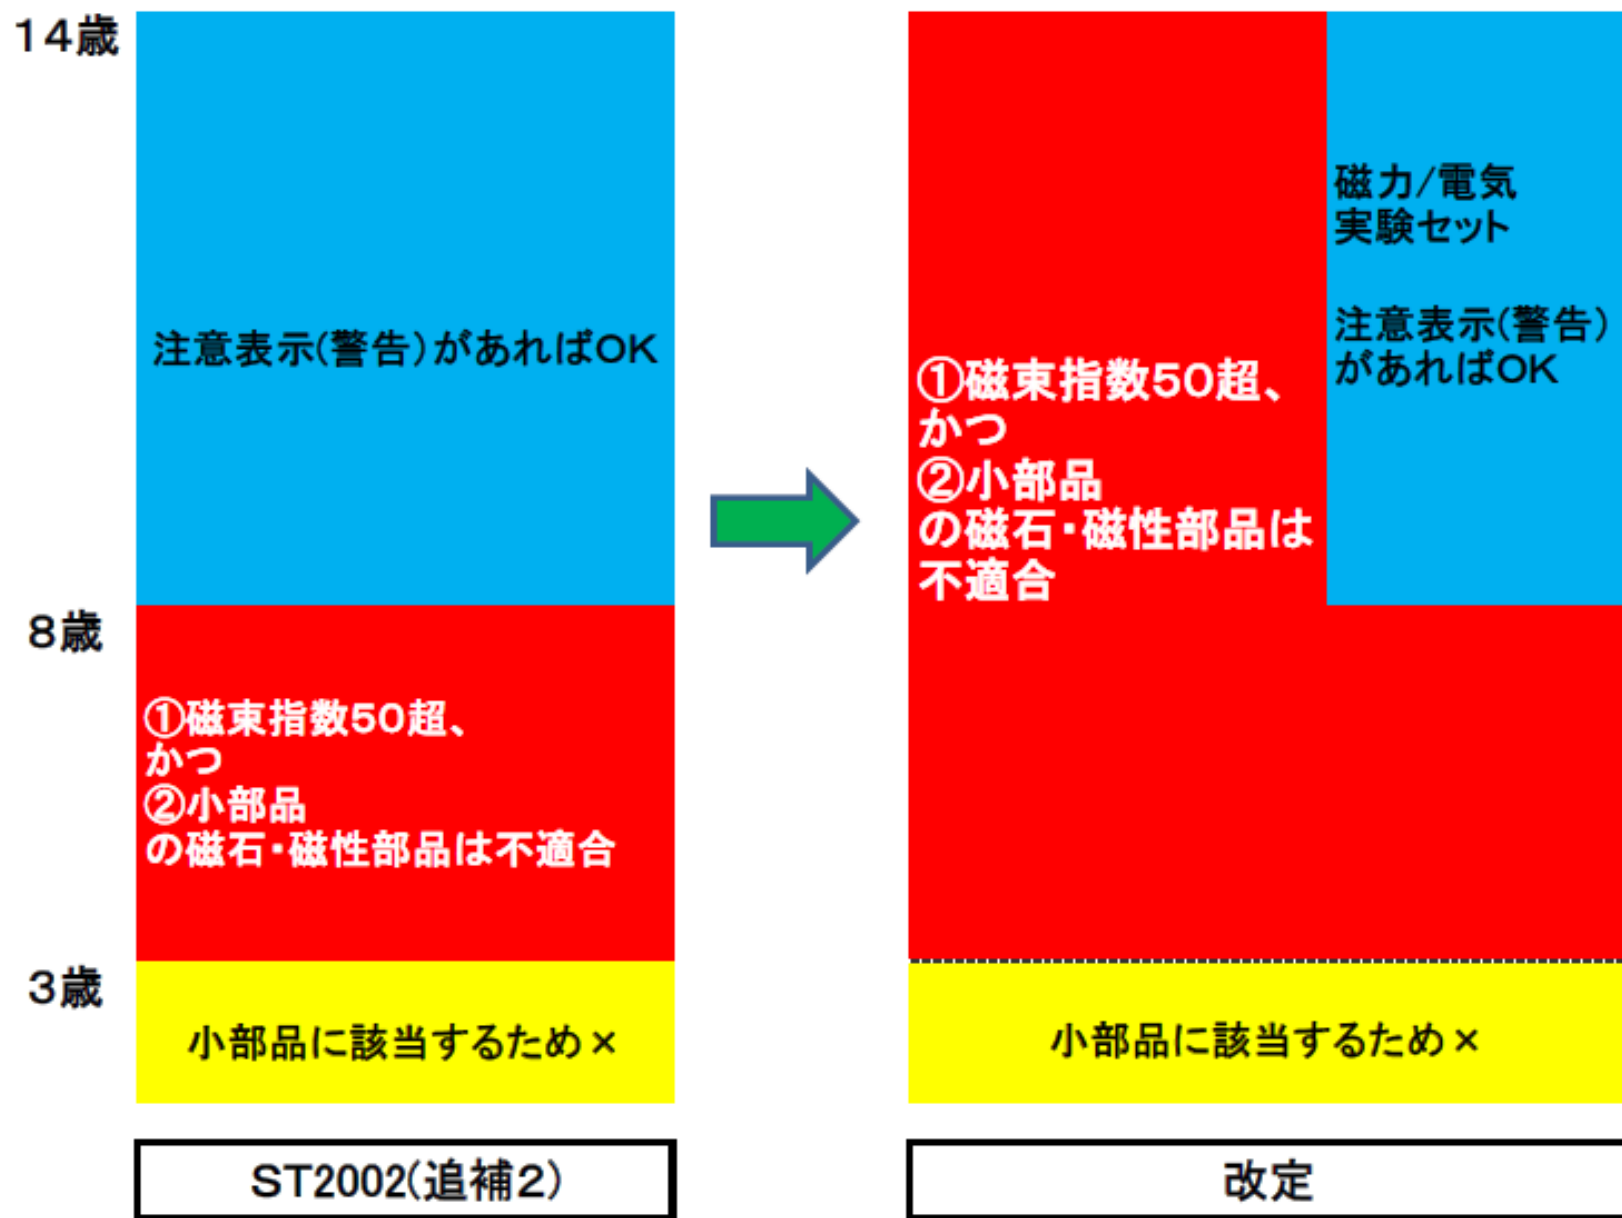 14歳
8歳
3歳
注意表示(警告)があればOK
①磁束指数50超、
かつ
②小部品
の磁石・磁性部品は不適合
小部品に該当するため×
ST2002(追補2)
①磁束指数50超、
かつ
②小部品
の磁石・磁性部品は
不適合
磁力/電気
実験セット
注意表示(警告)
があればOK
小部品に該当するため×
改定